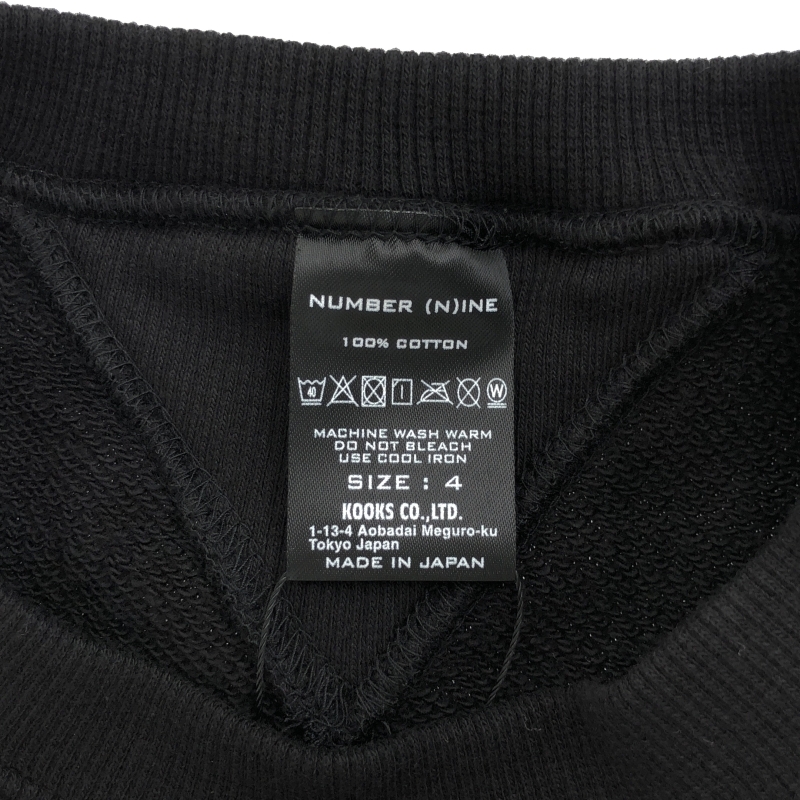 NUMBER (N)INE
100% COTTON
40
W
MACHINE WASH WARM
DO NOT BLEACH
USE COOL IRON
SIZE : 4
KOOKS CO.,LTD.
1-13-4 Aobadai Meguro-ku
Tokyo Japan
MADE IN JAPAN